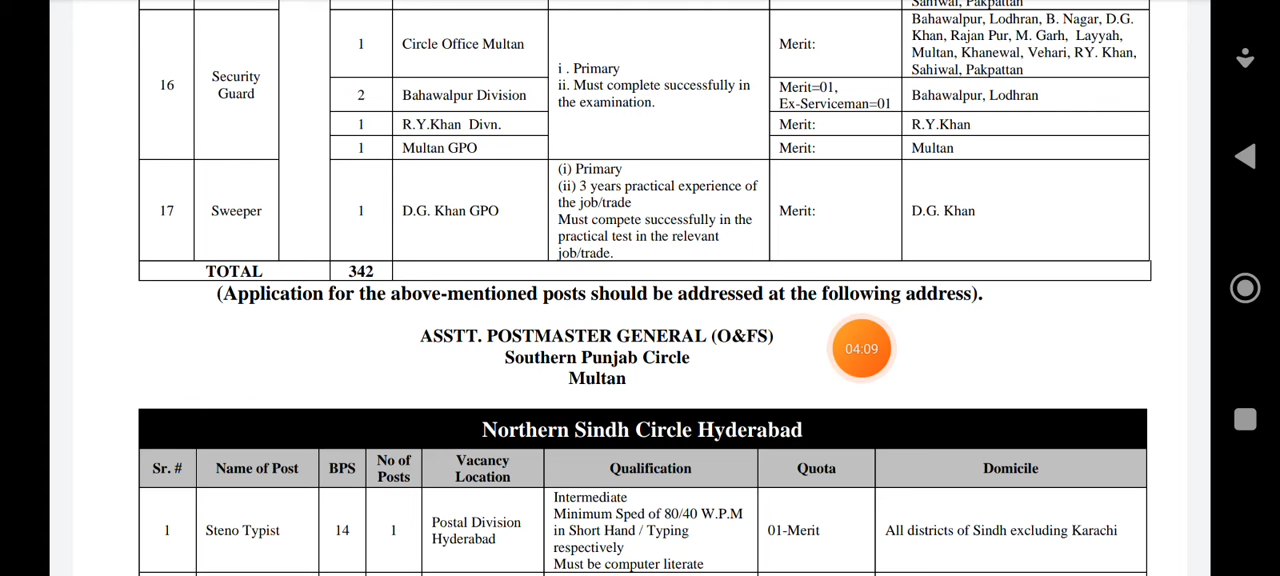 Sahiwal, Pakpattan
16
Security
Guard
1
Circle Office Multan
i . Primary
ii. Must complete successfully in
the examination.
Merit:
Bahawalpur, Lodhran, B. Nagar, D.G.
Khan, Rajan Pur, M. Garh, Layyah,
Multan, Khanewal, Vehari, RY. Khan,
Sahiwal, Pakpattan
2
Bahawalpur Division
Merit=01,
Ex-Serviceman=01
Bahawalpur, Lodhran
1
R.Y.Khan Divn.
Merit:
R.Y.Khan
1
Multan GPO
Merit:
Multan
17
Sweeper
1
D.G. Khan GPO
(i) Primary
(ii) 3 years practical experience of
the job/trade
Must compete successfully in the
practical test in the relevant
job/trade.
Merit:
D.G. Khan
TOTAL
342
(Application for the above-mentioned posts should be addressed at the following address).
ASSTT. POSTMASTER GENERAL (O&FS)
Southern Punjab Circle
Multan
04:09
Northern Sindh Circle Hyderabad
Sr. #
Name of Post
BPS
No of
Posts
Vacancy
Location
Qualification
Quota
Domicile
1
Steno Typist
14
1
Postal Division
Hyderabad
Intermediate
Minimum Sped of 80/40 W.P.M
in Short Hand / Typing
respectively
Must be computer literate
01-Merit
All districts of Sindh excluding Karachi